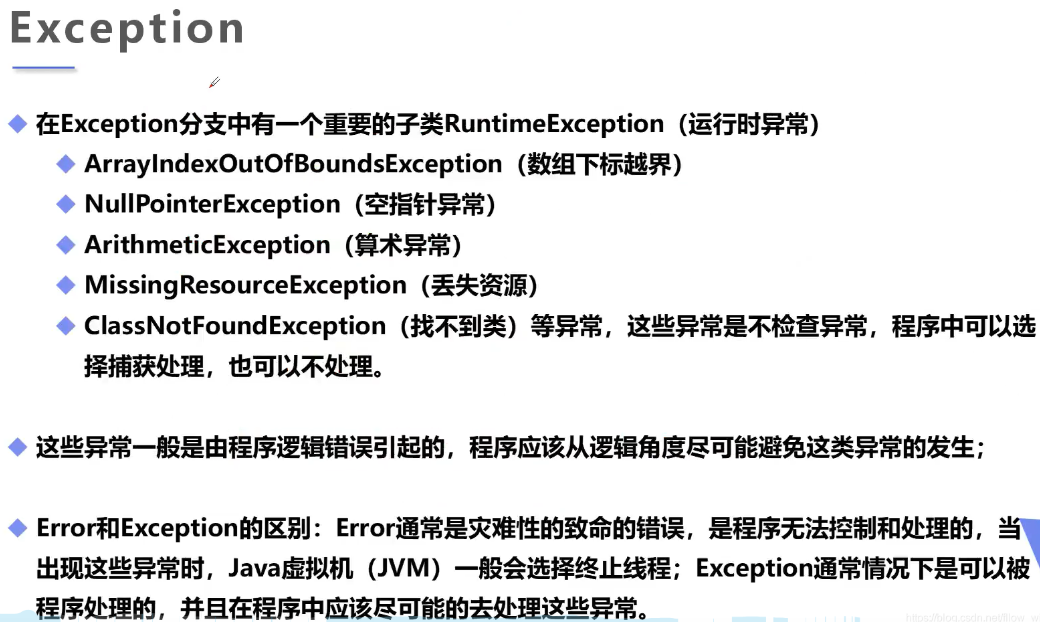 Exception
在Exception分支中有一个重要的子类RuntimeException（运行时异常）
ArrayIndexOutOfBoundsException（数组下标越界）
NullPointerException（空指针异常）
ArithmeticException（算术异常）
MissingResourceException（丢失资源）
ClassNotFoundException（找不到类）等异常，这些异常是不检查异常，程序中可以选
择捕获处理，也可以不处理。
这些异常一般是由程序逻辑错误引起的，程序应该从逻辑角度尽可能避免这类异常的发生；
Error和Exception的区别：Error通常是灾难性的致命的错误，是程序无法控制和处理的，当
出现这些异常时，Java虚拟机（JVM）一般会选择终止线程；Exception通常情况下是可以被
程序处理的，并且在程序中应该尽可能的去处理这些异常。